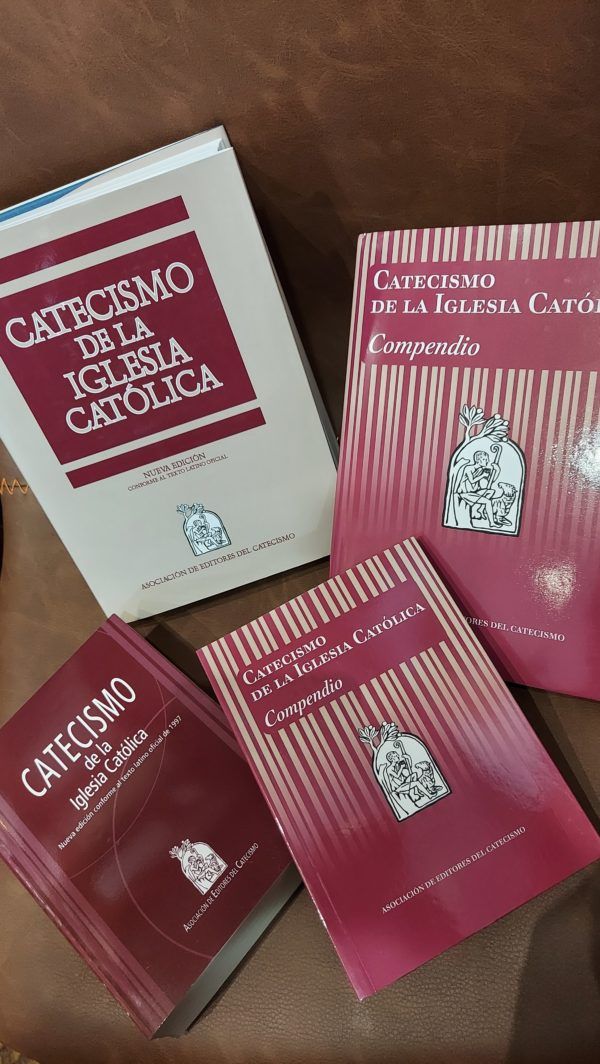 CATECISMO
DE LA
IGLESIA
CATÓLICA
NUEVA EDICIÓN
CONFORME AL TEXTO LATINO OFICIAL
ASOCIACIÓN DE EDITORES DEL CATECISMO
CATECISMO
DE LA IGLESIA
Compendio
DEL CATECISMO
CATECISMO
de la
Iglesia Católica
Nueva edición conforme al texto latino oficial de 1997
ASOCIACIÓN DE EDITORES DEL CATECISMO
CATECISMO
DE LA IGLESIA CATÓLICA
Compendio
ASOCIACIÓN DE EDITORES DEL CATECISMO